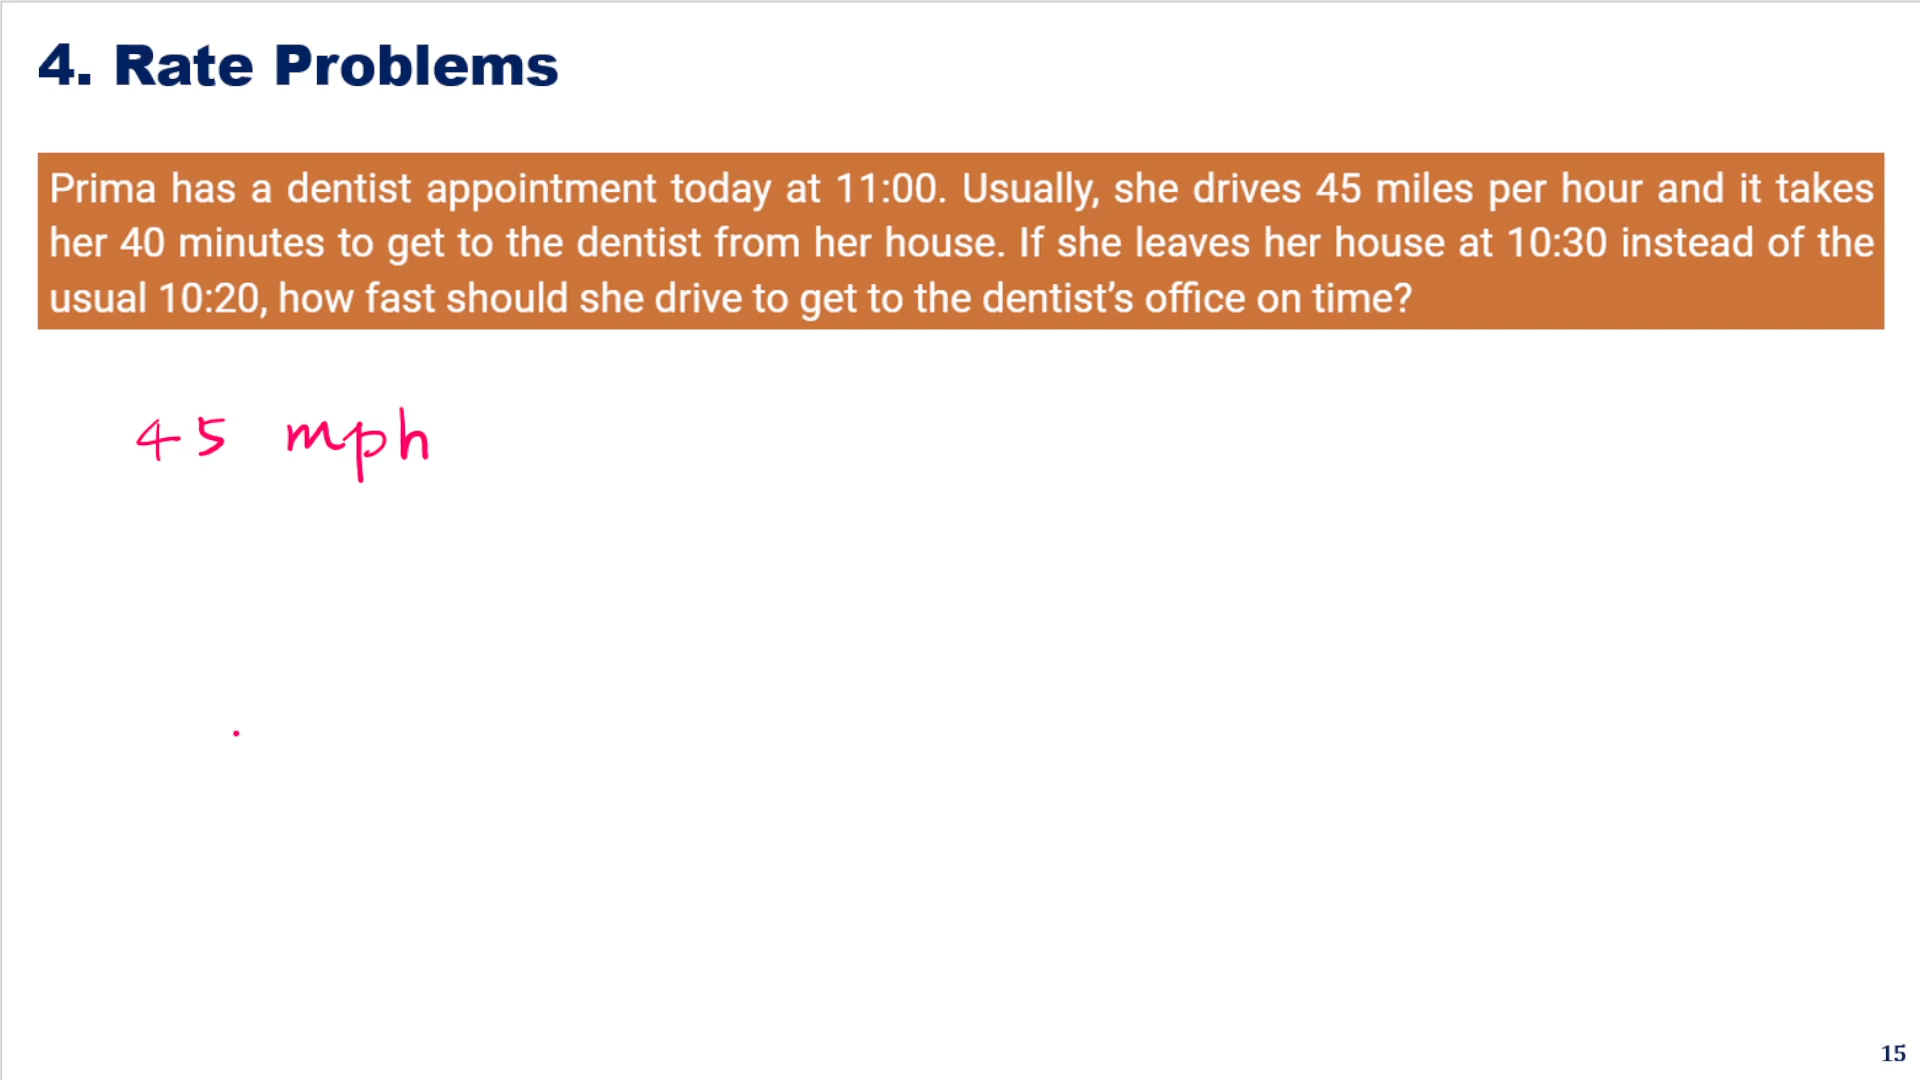 4. Rate Problems
Prima has a dentist appointment today at 11:00. Usually, she drives 45 miles per hour and it takes
her 40 minutes to get to the dentist from her house. If she leaves her house at 10:30 instead of the
usual 10:20, how fast should she drive to get to the dentist’s office on time?
45 mph
15